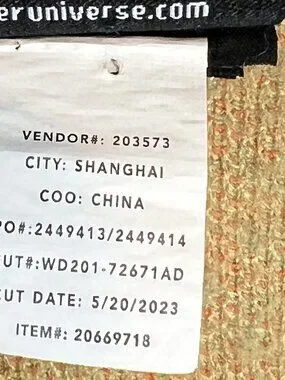 eruniverse.com
VENDOR#: 203573
CITY: SHANGHAI
COO: CHINA
PO#:2449413/2449414
UT#:WD201-72671AD
CUT DATE: 5/20/2023
ITEM#: 20669718